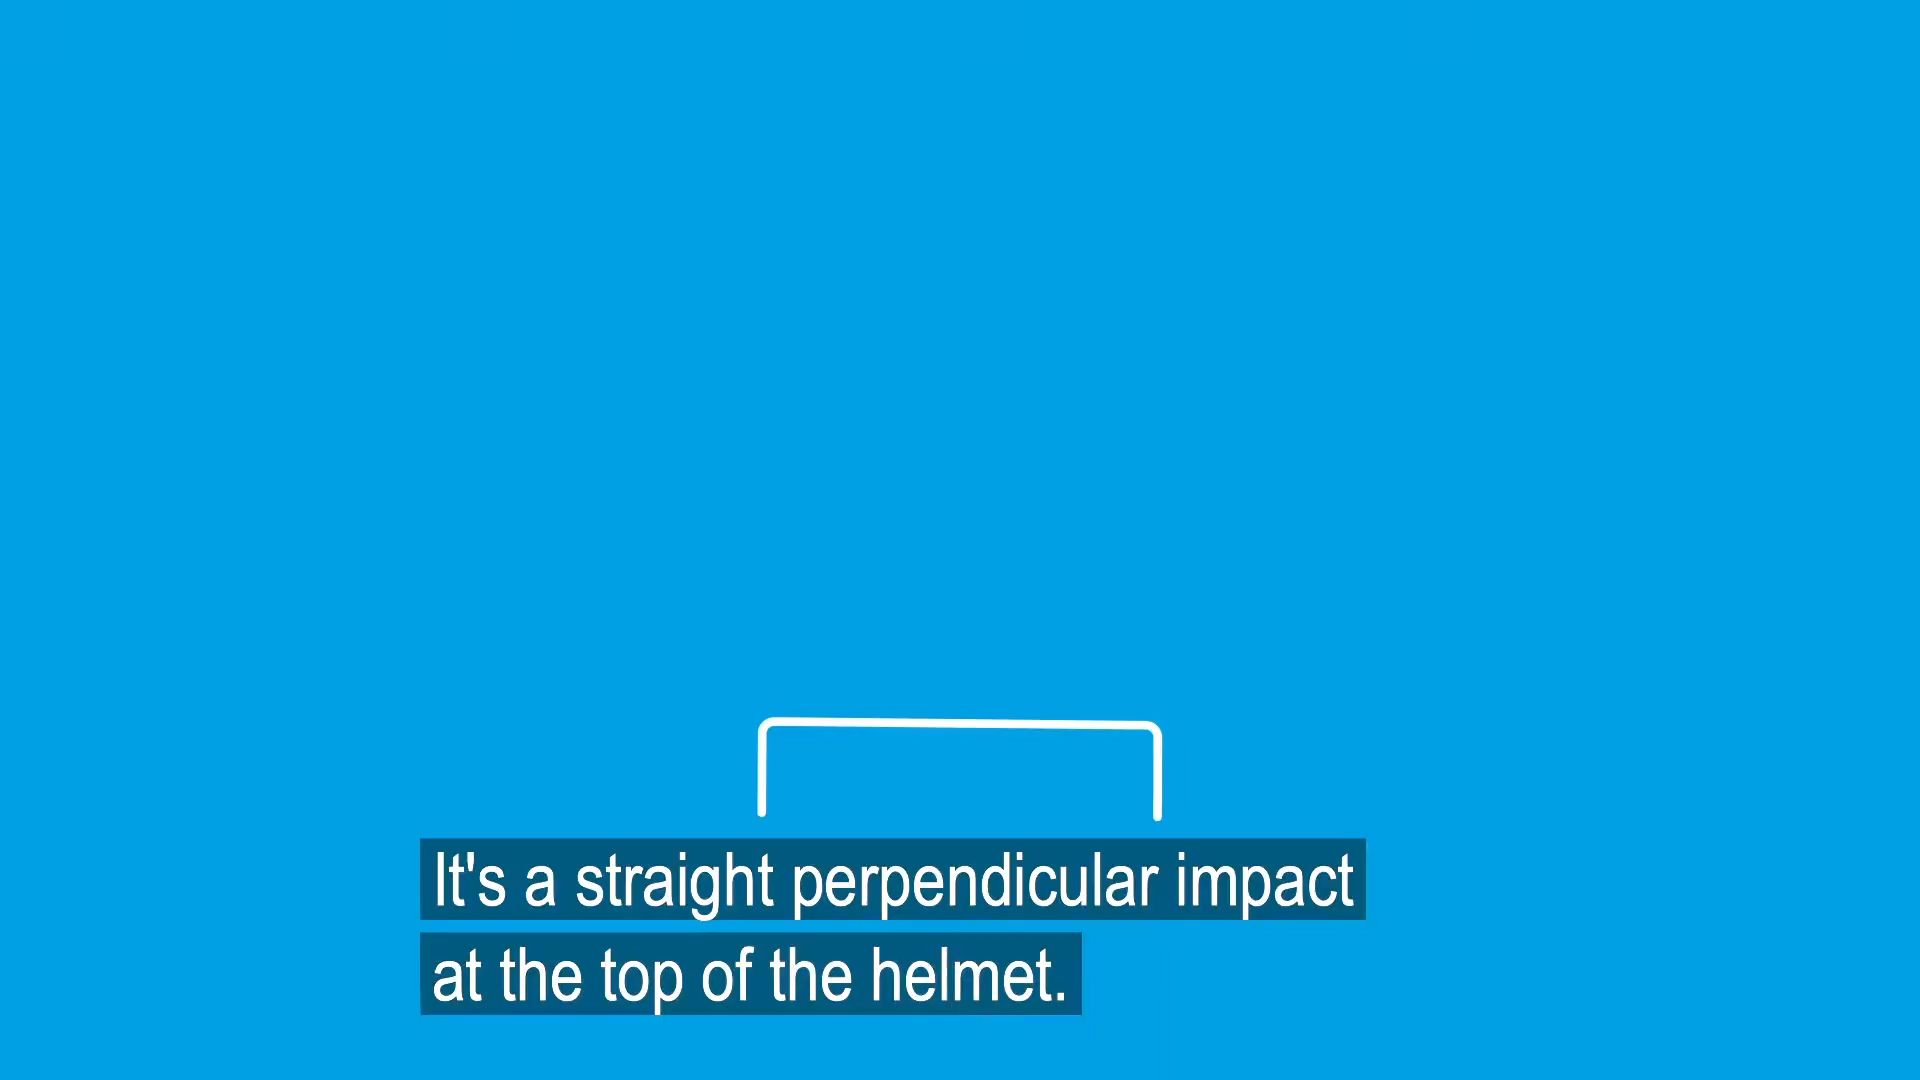 It's a straight perpendicular impact
at the top of the helmet.